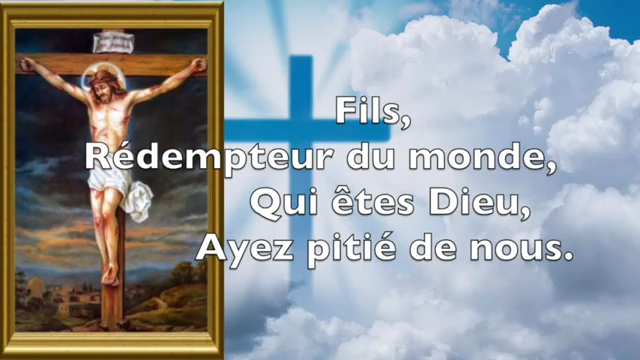 Fils,
Rédempteur du monde,
Qui êtes Dieu,
Ayez pitié de nous.